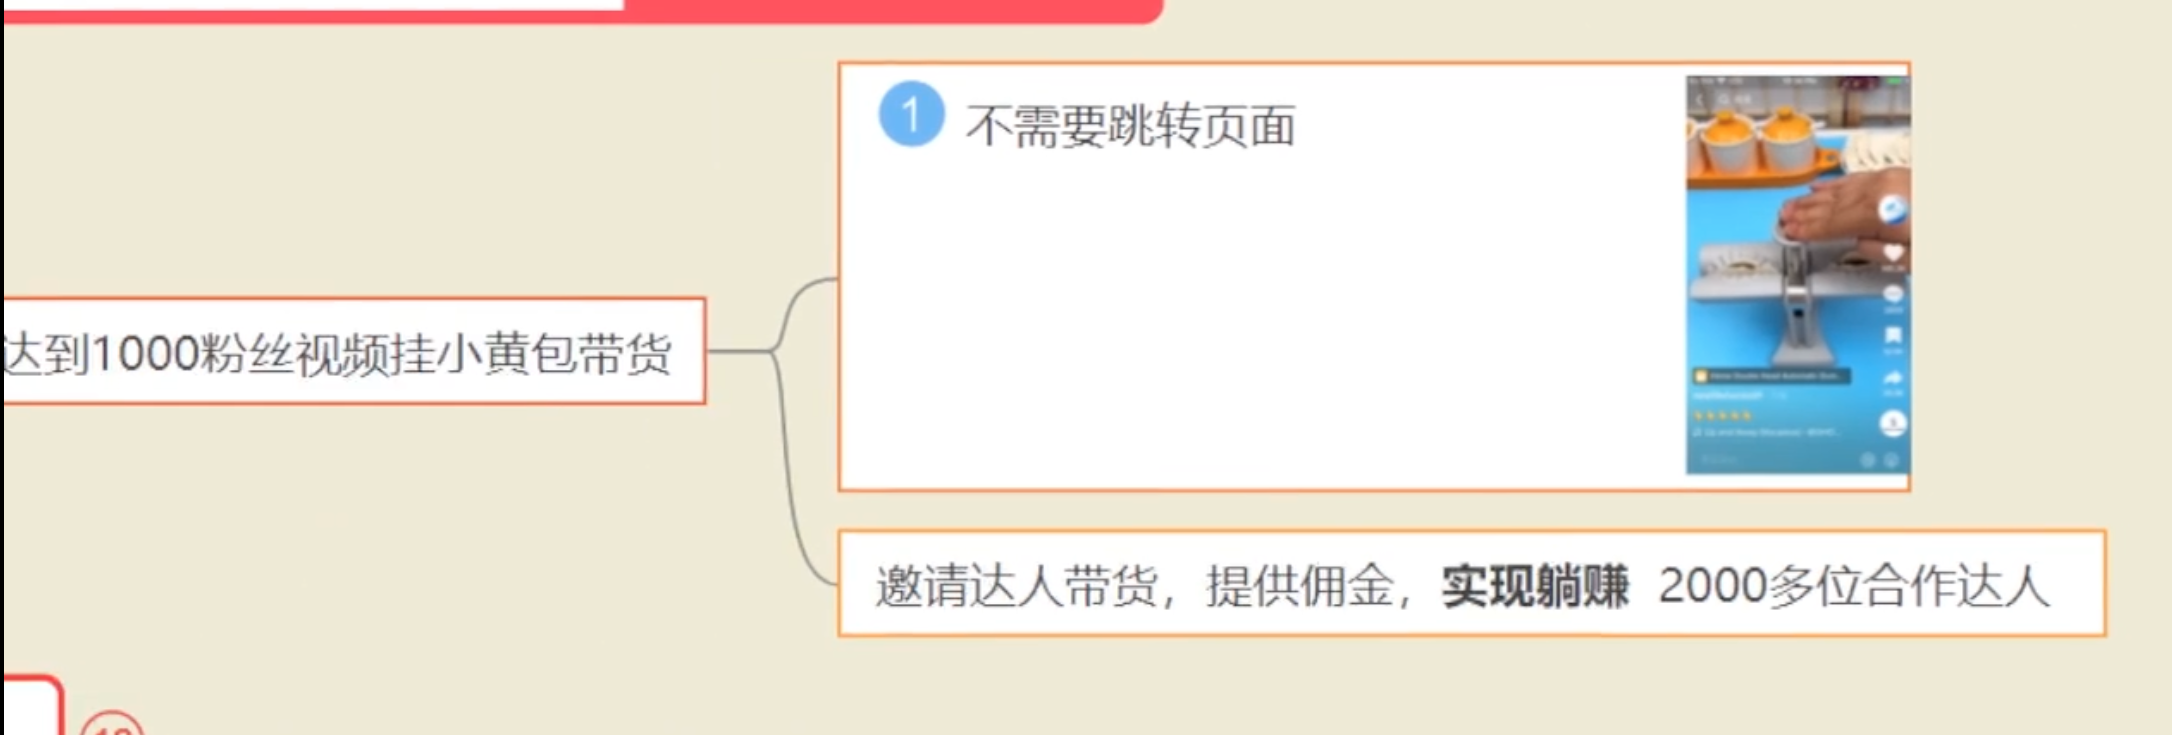 1 不需要跳转页面
达到1000粉丝视频挂小黄包带货
邀请达人带货，提供佣金，实现躺赚 2000多位合作达人